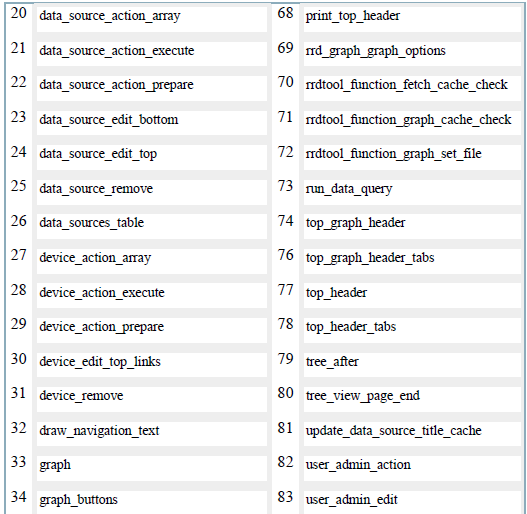 20 data_source_action_array 68 print_top_header
21 data_source_action_execute 69 rrd_graph_graph_options
22 data_source_action_prepare 70 rrdtool_function_fetch_cache_check
23 data_source_edit_bottom 71 rrdtool_function_graph_cache_check
24 data_source_edit_top 72 rrdtool_function_graph_set_file
25 data_source_remove 73 run_data_query
26 data_sources_table 74 top_graph_header
27 device_action_array 76 top_graph_header_tabs
28 device_action_execute 77 top_header
29 device_action_prepare 78 top_header_tabs
30 device_edit_top_links 79 tree_after
31 device_remove 80 tree_view_page_end
32 draw_navigation_text 81 update_data_source_title_cache
33 graph 82 user_admin_action
34 graph_buttons 83 user_admin_edit